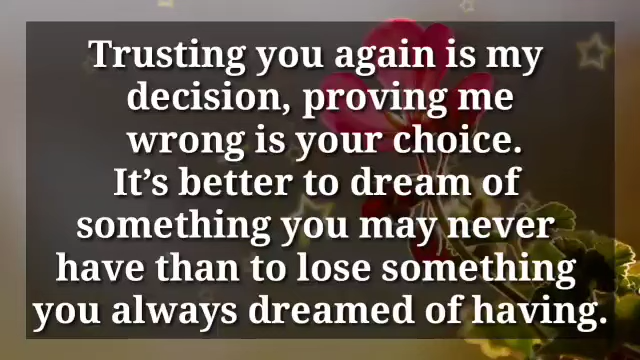 Trusting you again is my
decision, proving me
wrong is your choice.
It’s better to dream of
something you may never
have than to lose something
you always dreamed of having.